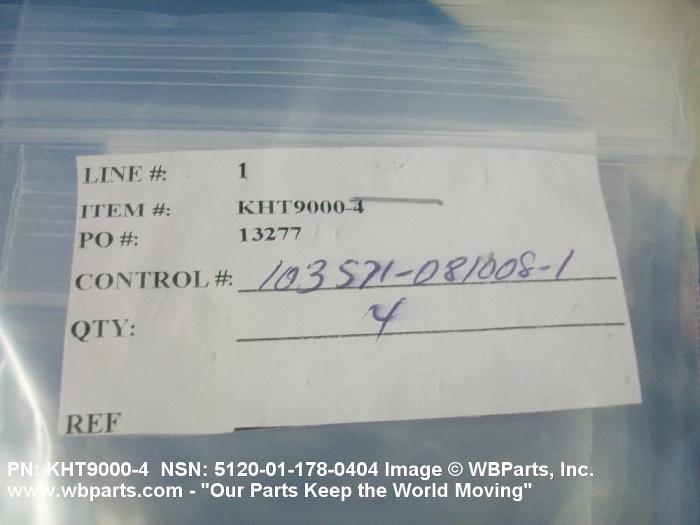 LINE #: 1
ITEM #: KHT9000-4
PO #: 13277
CONTROL #: 103571-081008-1
QTY: 4
REF
PN: KHT9000-4 NSN: 5120-01-178-0404 Image © WBParts, Inc.
www.wbparts.com - "Our Parts Keep the World Moving"